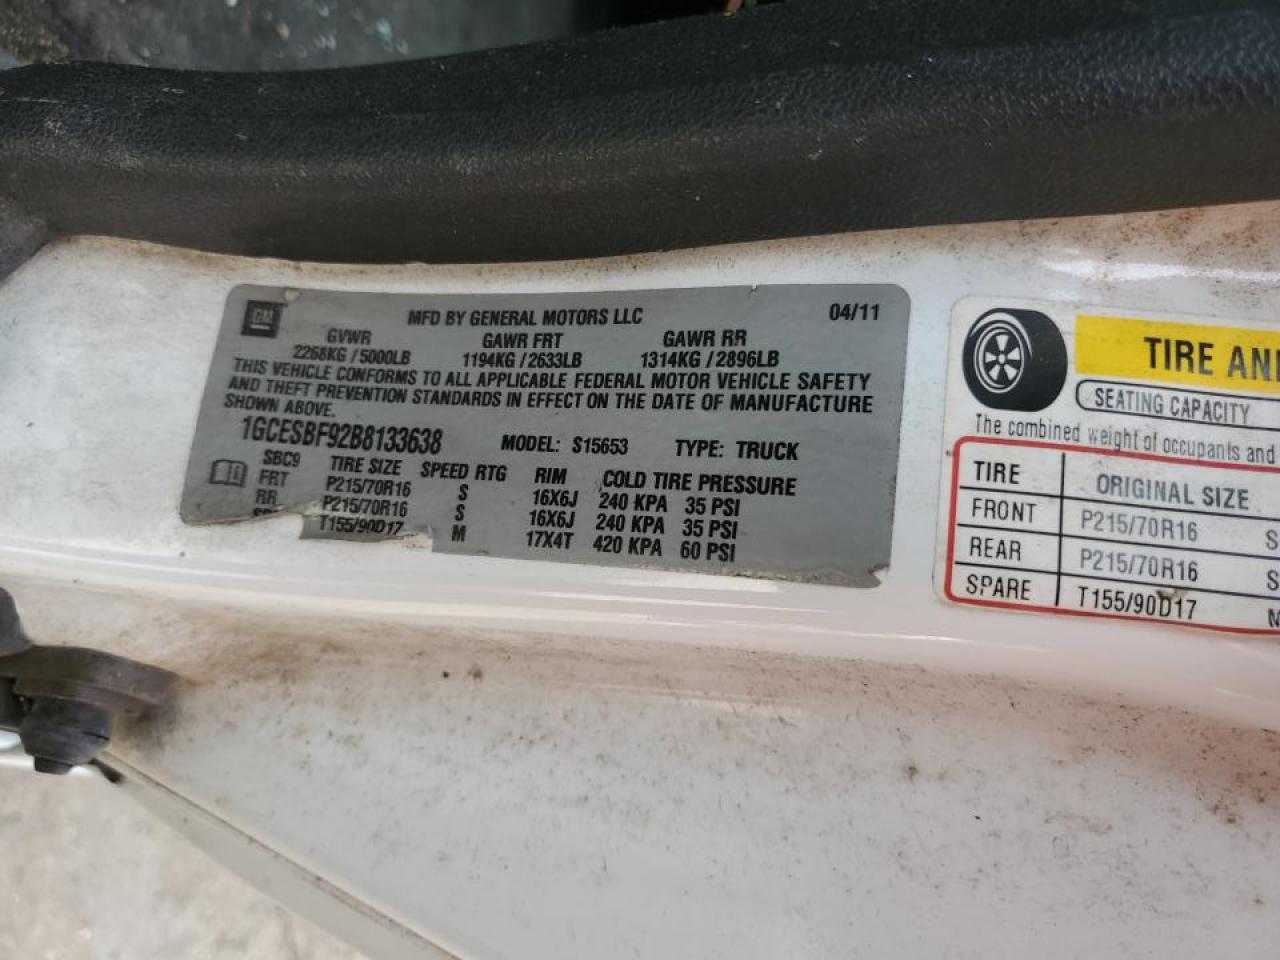 GM
MFD BY GENERAL MOTORS LLC 04/11
GVWR GAWR FRT GAWR RR
2268KG / 5000LB 1194KG / 2633LB 1314KG / 2896LB
THIS VEHICLE CONFORMS TO ALL APPLICABLE FEDERAL MOTOR VEHICLE SAFETY
AND THEFT PREVENTION STANDARDS IN EFFECT ON THE DATE OF MANUFACTURE
SHOWN ABOVE.
1GCESBF92B8133638 MODEL: S15653 TYPE: TRUCK
SBC9 TIRE SIZE SPEED RTG RIM COLD TIRE PRESSURE
FRT P215/70R16 S 16X6J 240 KPA 35 PSI
RR P215/70R16 S 16X6J 240 KPA 35 PSI
T155/90D17 M 17X4T 420 KPA 60 PSI
TIRE AND
SEATING CAPACITY
The combined weight of occupants and
TIRE ORIGINAL SIZE
FRONT P215/70R16 S
REAR P215/70R16 S
SPARE T155/90D17 M